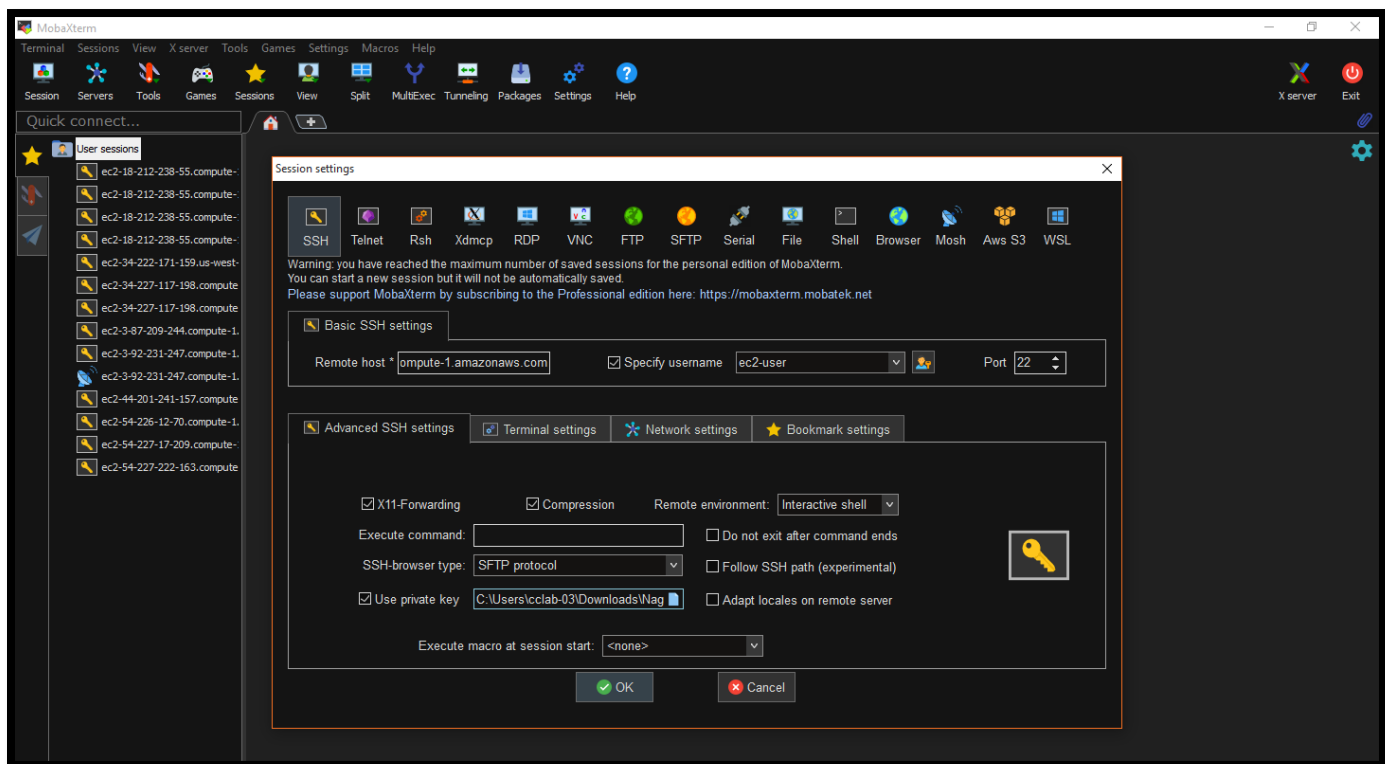 MobaXterm
Terminal Sessions View X server Tools Games Settings Macros Help
Session Servers Tools Games Sessions View Split MultiExec Tunneling Packages Settings Help X server Exit
Quick connect...
User sessions
ec2-18-212-238-55.compute-
ec2-18-212-238-55.compute-
ec2-18-212-238-55.compute-
ec2-18-212-238-55.compute-
ec2-34-222-171-159.us-west-
ec2-34-227-117-198.compute
ec2-34-227-117-198.compute
ec2-3-87-209-244.compute-1.
ec2-3-92-231-247.compute-1.
ec2-3-92-231-247.compute-1.
ec2-44-201-241-157.compute
ec2-54-226-12-70.compute-1.
ec2-54-227-17-209.compute-
ec2-54-227-222-163.compute
Session settings
SSH Telnet Rsh Xdmcp RDP VNC FTP SFTP Serial File Shell Browser Mosh Aws S3 WSL
Warning: you have reached the maximum number of saved sessions for the personal edition of MobaXterm.
You can start a new session but it will not be automatically saved.
Please support MobaXterm by subscribing to the Professional edition here: https://mobaxterm.mobatek.net
Basic SSH settings
Remote host * ompute-1.amazonaws.com Specify username ec2-user Port 22
Advanced SSH settings Terminal settings Network settings Bookmark settings
X11-Forwarding Compression Remote environment: Interactive shell
Execute command: Do not exit after command ends
SSH-browser type: SFTP protocol Follow SSH path (experimental)
Use private key C:\Users\cclab-03\Downloads\Nag Adapt locales on remote server
Execute macro at session start: <none>
OK Cancel